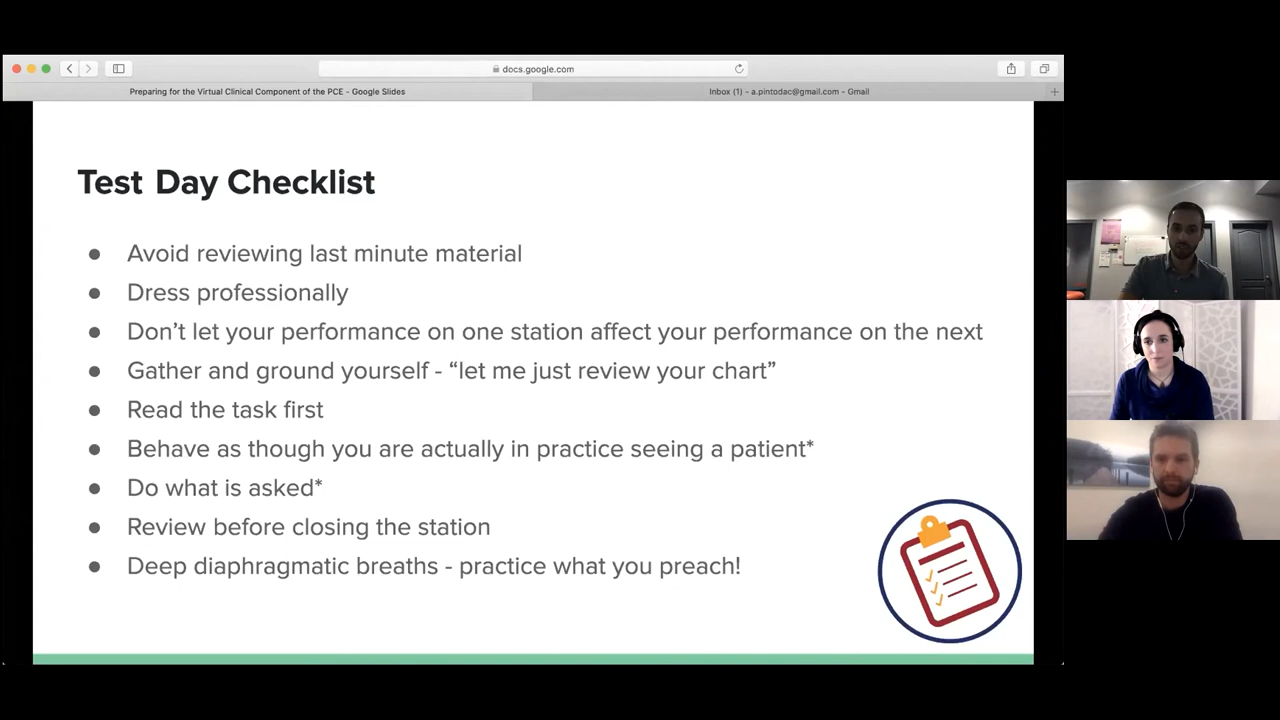 docs.google.com
Preparing for the Virtual Clinical Component of the PCE - Google Slides
Inbox (1) - a.pintodac@gmail.com - Gmail
Test Day Checklist
● Avoid reviewing last minute material
● Dress professionally
● Don’t let your performance on one station affect your performance on the next
● Gather and ground yourself - “let me just review your chart”
● Read the task first
● Behave as though you are actually in practice seeing a patient*
● Do what is asked*
● Review before closing the station
● Deep diaphragmatic breaths - practice what you preach!